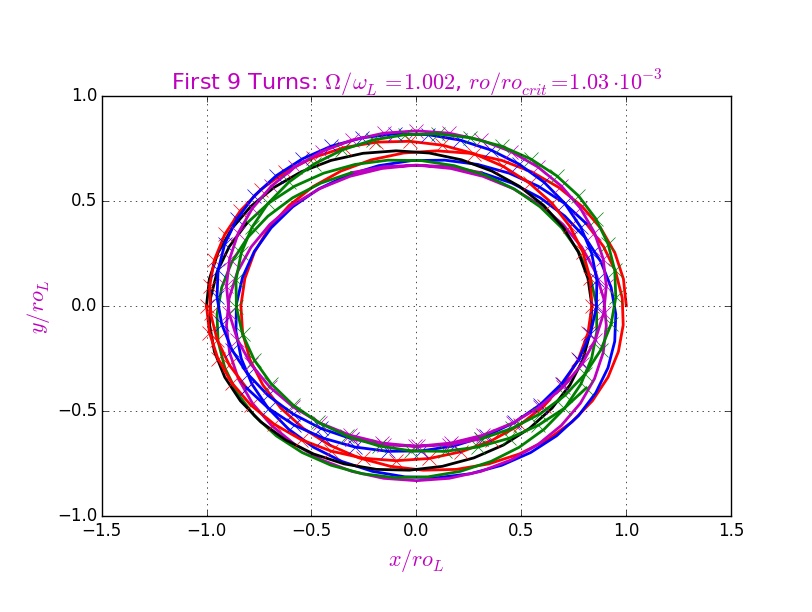 First 9 Turns: Ω/ω_L = 1.002, ro/ro_crit = 1.03 · 10^−3
1.0
0.5
0.0
−0.5
−1.0
−1.5 −1.0 −0.5 0.0 0.5 1.0 1.5
y/ro_L
x/ro_L